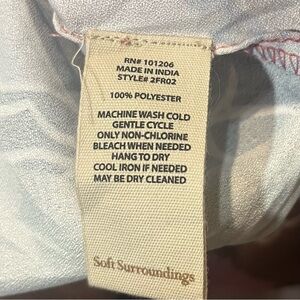 RN# 101206
MADE IN INDIA
STYLE# 2FR02
100% POLYESTER
MACHINE WASH COLD
GENTLE CYCLE
ONLY NON-CHLORINE
BLEACH WHEN NEEDED
HANG TO DRY
COOL IRON IF NEEDED
MAY BE DRY CLEANED
Soft Surroundings